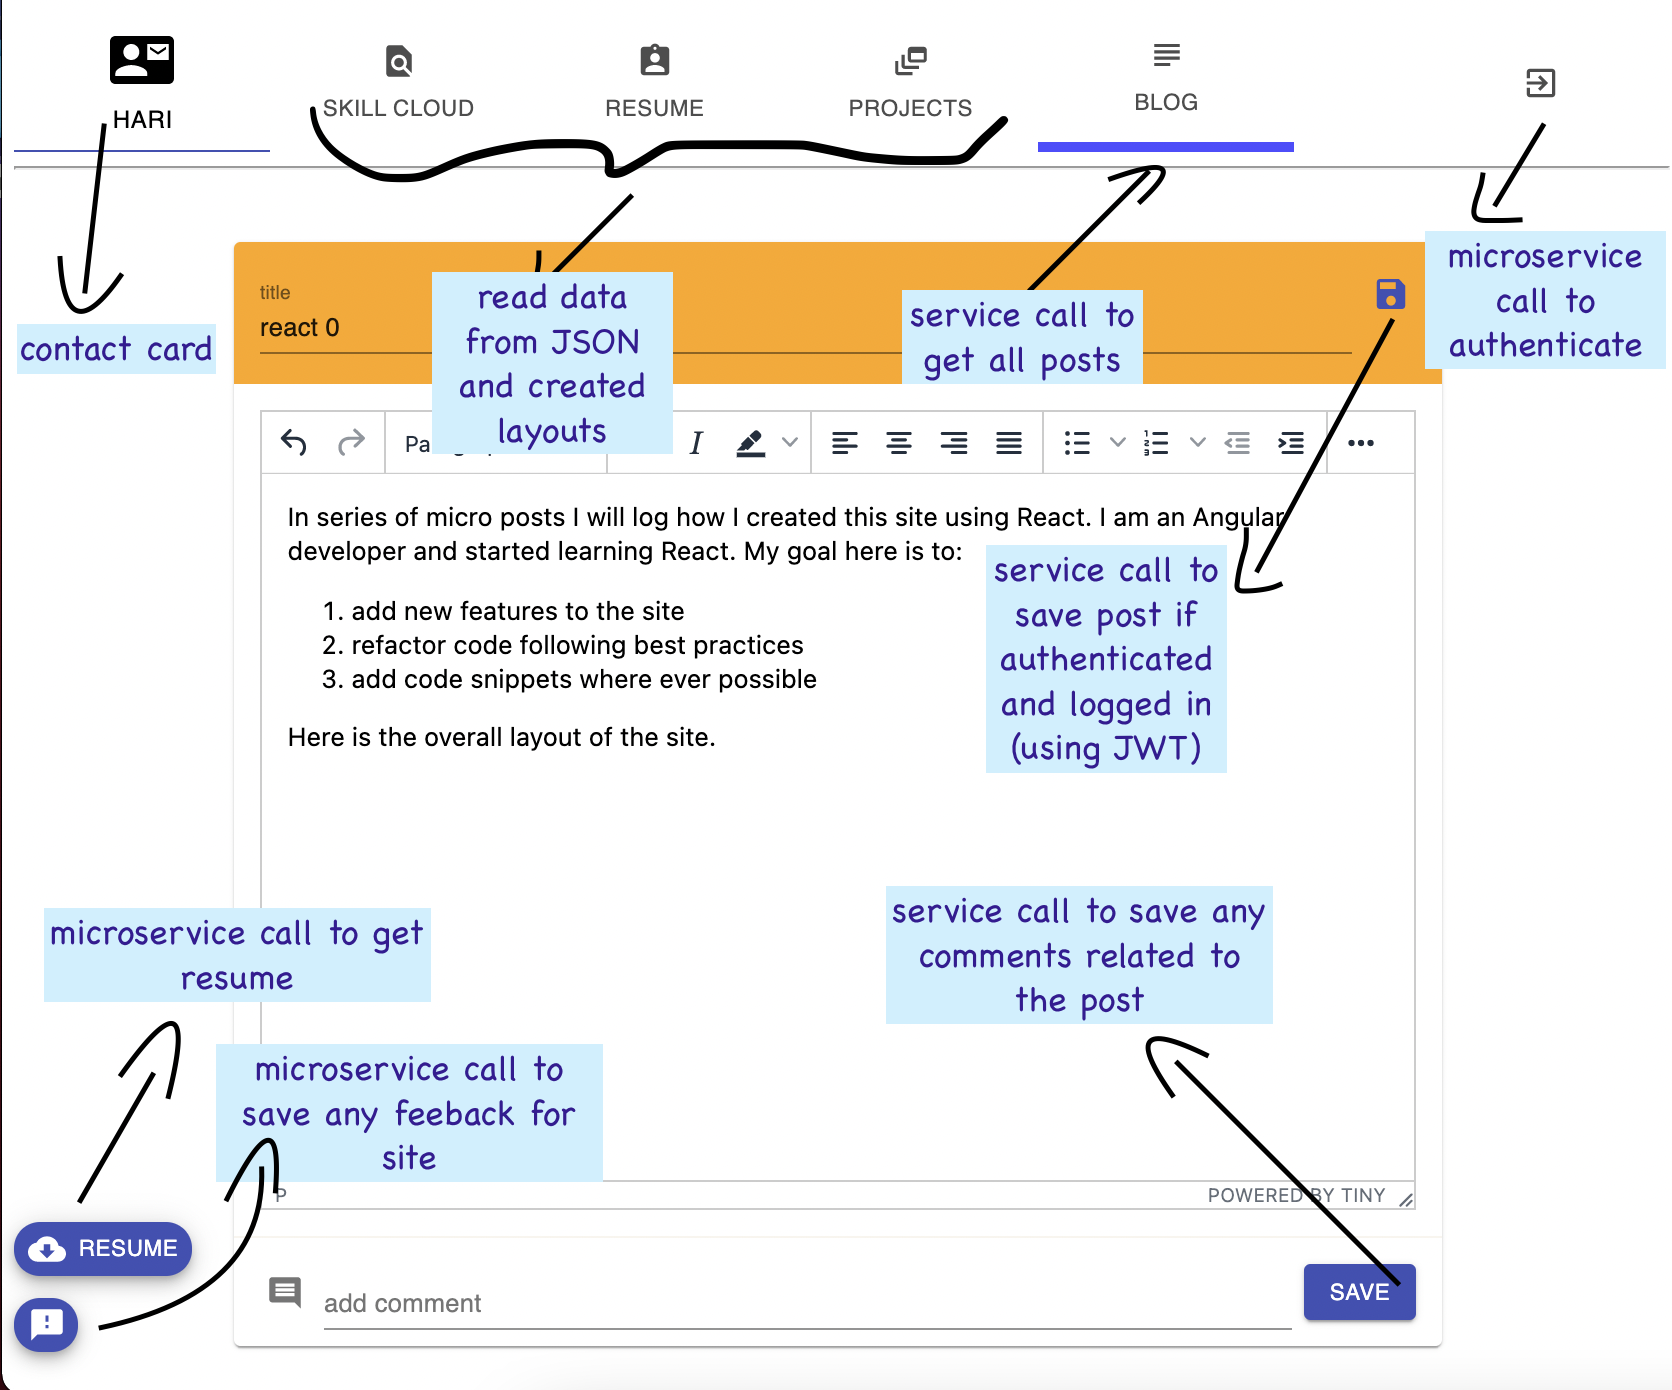 HARI
SKILL CLOUD
RESUME
PROJECTS
BLOG
title
react 0
contact card
read data
from JSON
and created
layouts
service call to
get all posts
microservice
call to
authenticate
Pa
In series of micro posts I will log how I created this site using React. I am an Angular
developer and started learning React. My goal here is to:
1. add new features to the site
2. refactor code following best practices
3. add code snippets where ever possible
Here is the overall layout of the site.
service call to
save post if
authenticated
and logged in
(using JWT)
microservice call to get
resume
service call to save any
comments related to
the post
microservice call to
save any feeback for
site
P
POWERED BY TINY
RESUME
add comment
SAVE